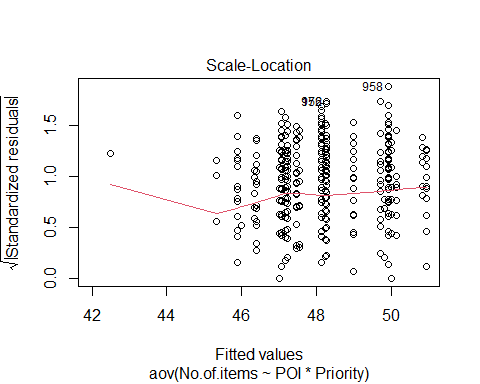 Scale-Location
√|Standardized residuals|
0.0 0.5 1.0 1.5
958
42 44 46 48 50
Fitted values
aov(No.of.items ~ POI * Priority)